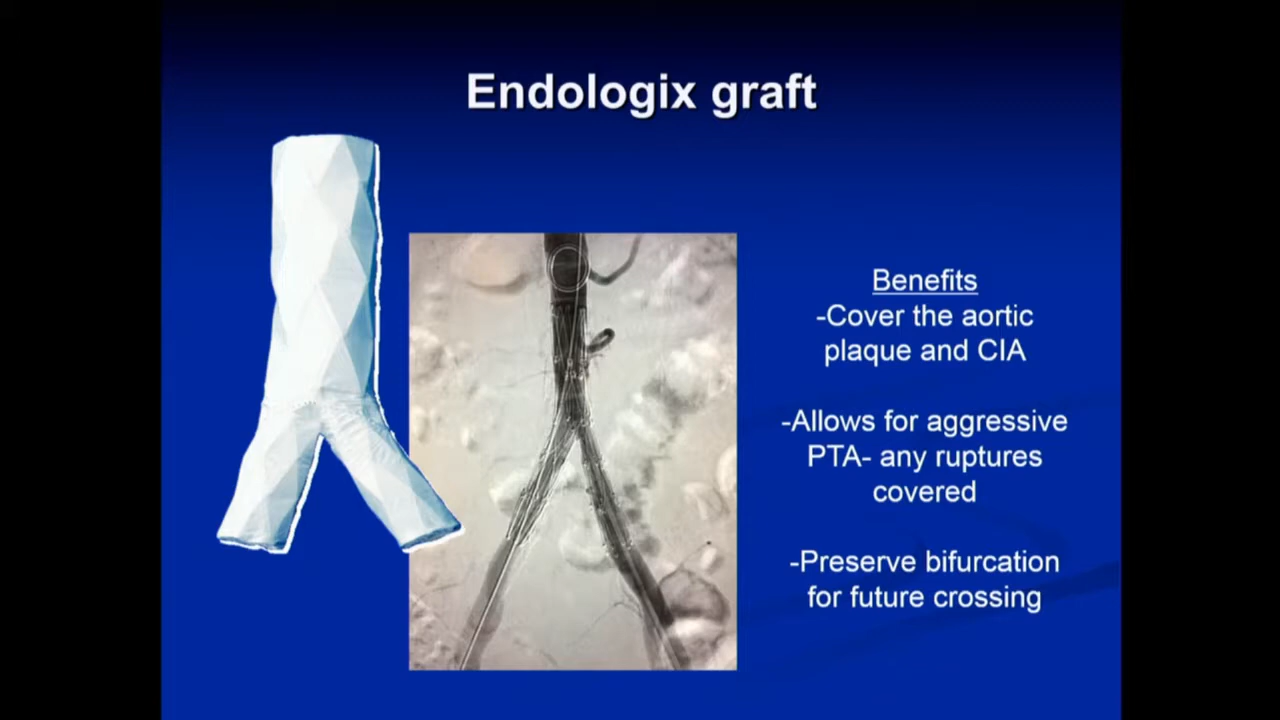 Endologix graft
Benefits
-Cover the aortic
plaque and CIA
-Allows for aggressive
PTA- any ruptures
covered
-Preserve bifurcation
for future crossing